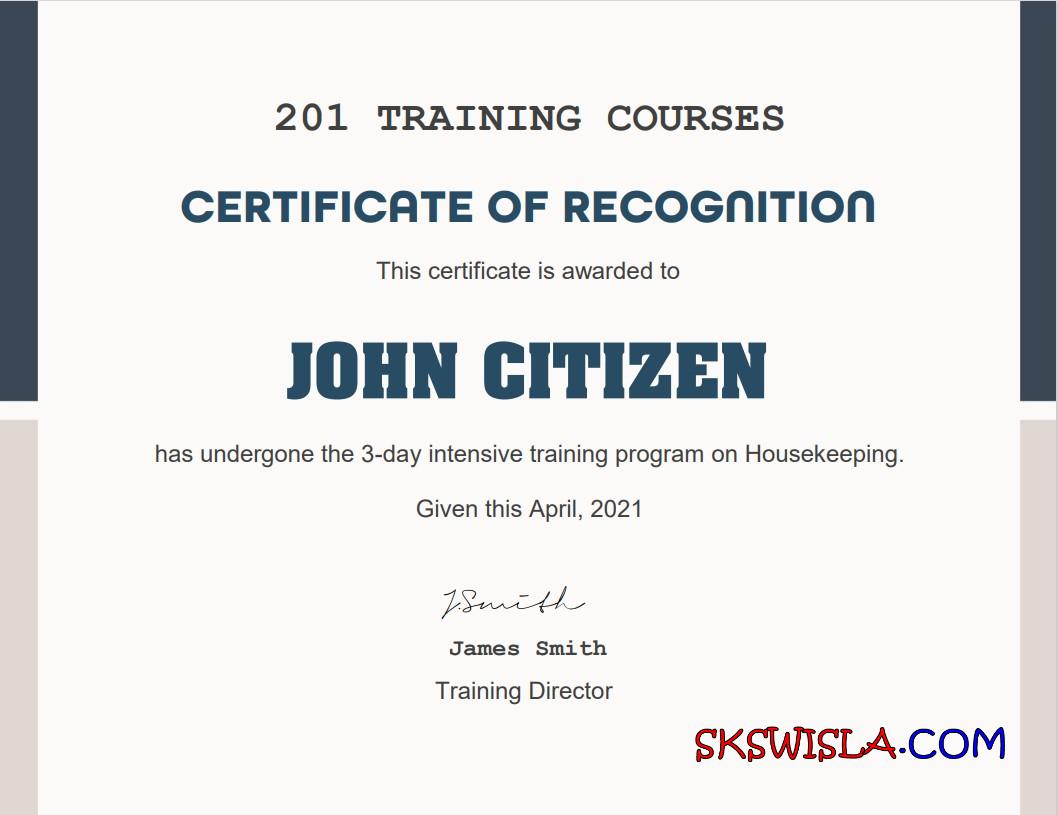 201 TRAINING COURSES
CERTIFICATE OF RECOGNITION
This certificate is awarded to
JOHN CITIZEN
has undergone the 3-day intensive training program on Housekeeping.
Given this April, 2021
J.Smith
James Smith
Training Director
SKSWISLA.COM